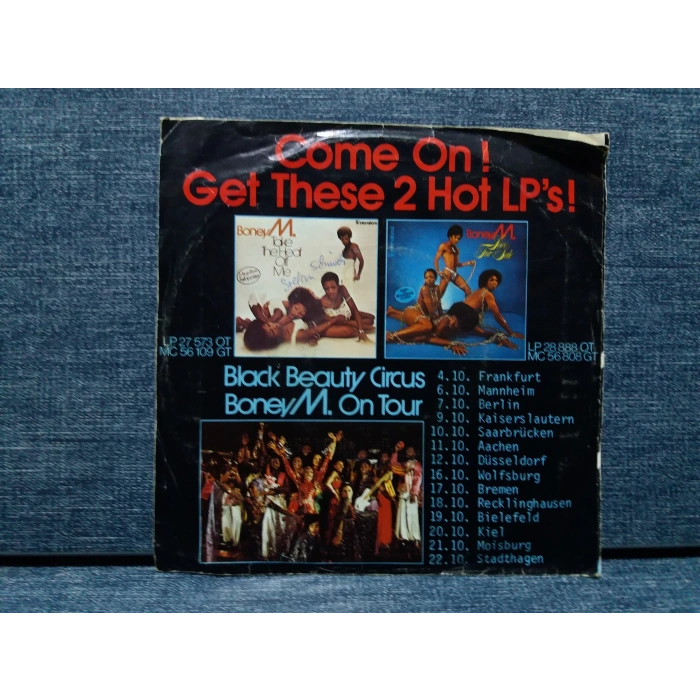 Come On!
Get These 2 Hot LP's!
Boney M.
Take
The Heat
Off
Me
Boney M.
LP 27 573 OT
MC 56 109 GT
LP 28 888 OT
MC 56 808 GT
Black Beauty Circus
Boney M. On Tour
4.10. Frankfurt
6.10. Mannheim
7.10. Berlin
9.10. Kaiserslautern
10.10. Saarbrücken
11.10. Aachen
12.10. Düsseldorf
16.10. Wolfsburg
17.10. Bremen
18.10. Recklinghausen
19.10. Bielefeld
20.10. Kiel
21.10. Moisburg
22.10. Stadthagen